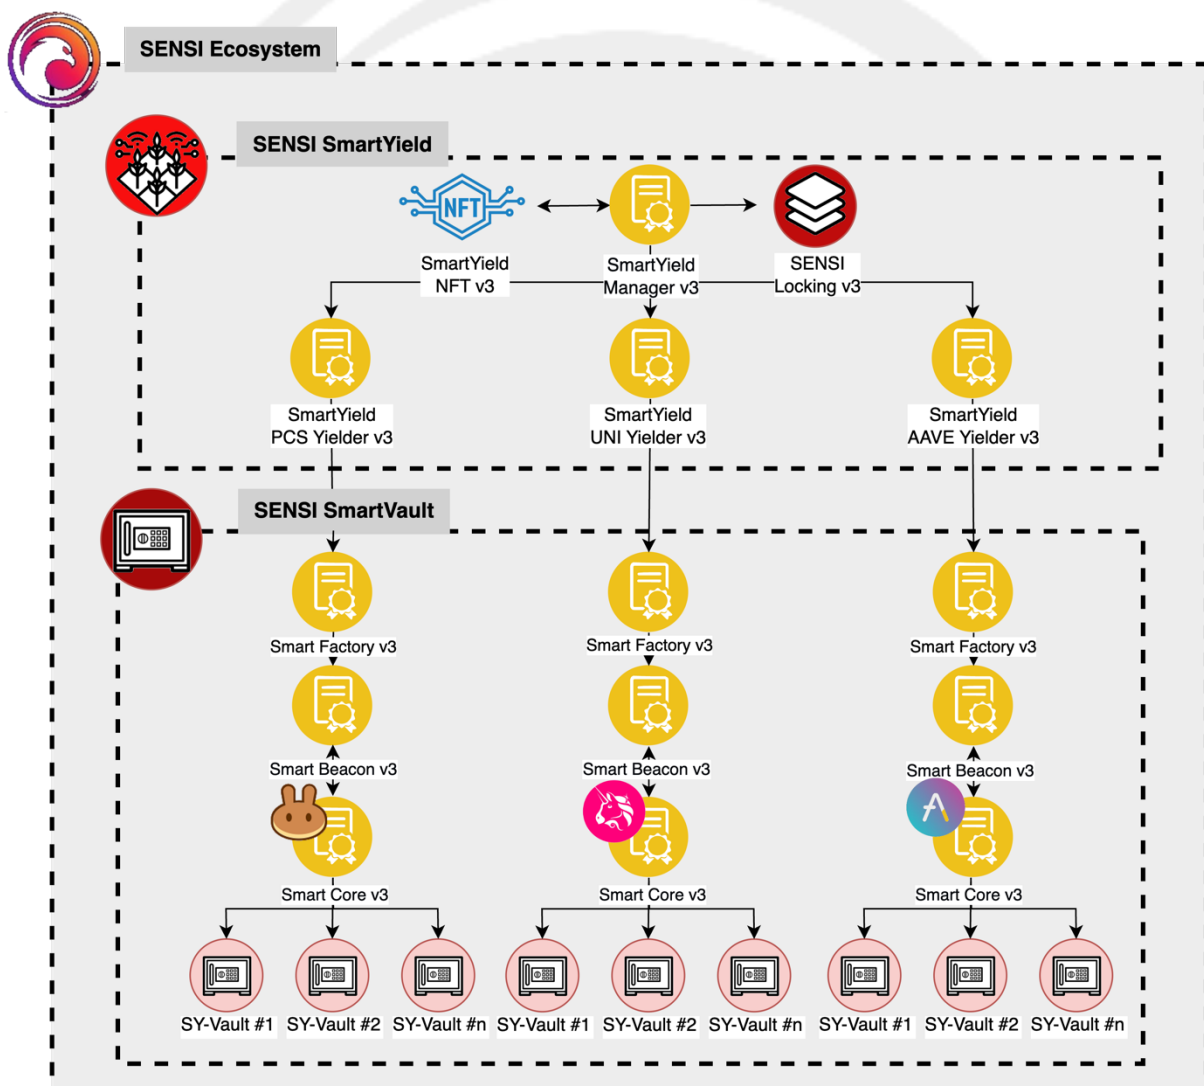 SENSI Ecosystem
SENSI SmartYield
NFT
SmartYield
NFT v3
SmartYield
Manager v3
SENSI
Locking v3
SmartYield
PCS Yielder v3
SmartYield
UNI Yielder v3
SmartYield
AAVE Yielder v3
SENSI SmartVault
Smart Factory v3
Smart Factory v3
Smart Factory v3
Smart Beacon v3
Smart Beacon v3
Smart Beacon v3
Smart Core v3
Smart Core v3
Smart Core v3
SY-Vault #1
SY-Vault #2
SY-Vault #n
SY-Vault #1
SY-Vault #2
SY-Vault #n
SY-Vault #1
SY-Vault #2
SY-Vault #n